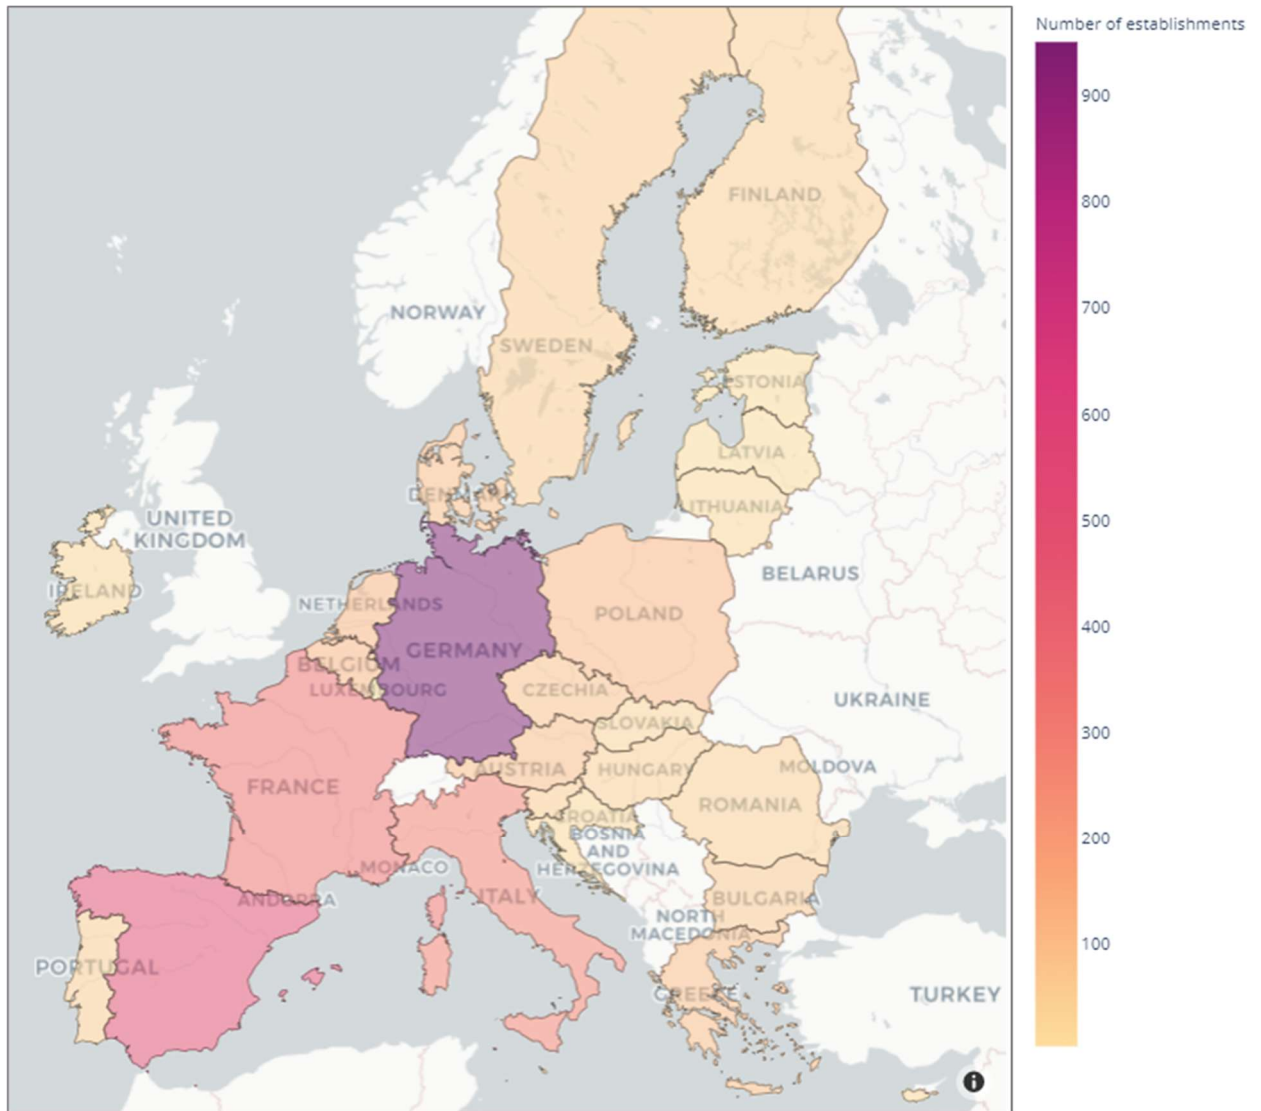 Number of establishments
900
800
700
600
500
400
300
200
100
FINLAND
NORWAY
SWEDEN
ESTONIA
LATVIA
DENMARK
LITHUANIA
UNITED
KINGDOM
BELARUS
IRELAND
NETHERLANDS
POLAND
GERMANY
BELGIUM
LUXEMBOURG
CZECHIA
UKRAINE
SLOVAKIA
AUSTRIA
HUNGARY
MOLDOVA
FRANCE
ROMANIA
CROATIA
BOSNIA
AND
HERZEGOVINA
MONACO
ITALY
ANDORRA
BULGARIA
NORTH
MACEDONIA
PORTUGAL
GREECE
TURKEY
i